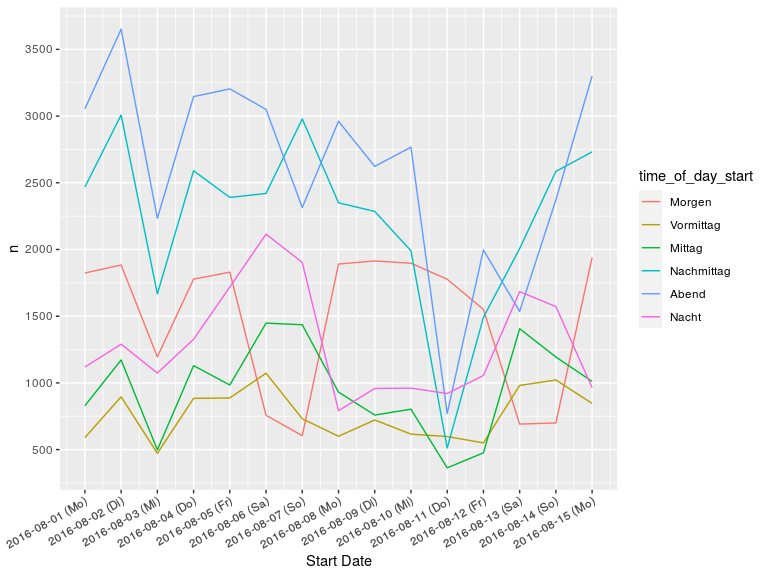 3500
3000
2500
2000
1500
1000
500
n
2016-08-01 (Mo)
2016-08-02 (Di)
2016-08-03 (Mi)
2016-08-04 (Do)
2016-08-05 (Fr)
2016-08-06 (Sa)
2016-08-07 (So)
2016-08-08 (Mo)
2016-08-09 (Di)
2016-08-10 (Mi)
2016-08-11 (Do)
2016-08-12 (Fr)
2016-08-13 (Sa)
2016-08-14 (So)
2016-08-15 (Mo)
Start Date
time_of_day_start
Morgen
Vormittag
Mittag
Nachmittag
Abend
Nacht